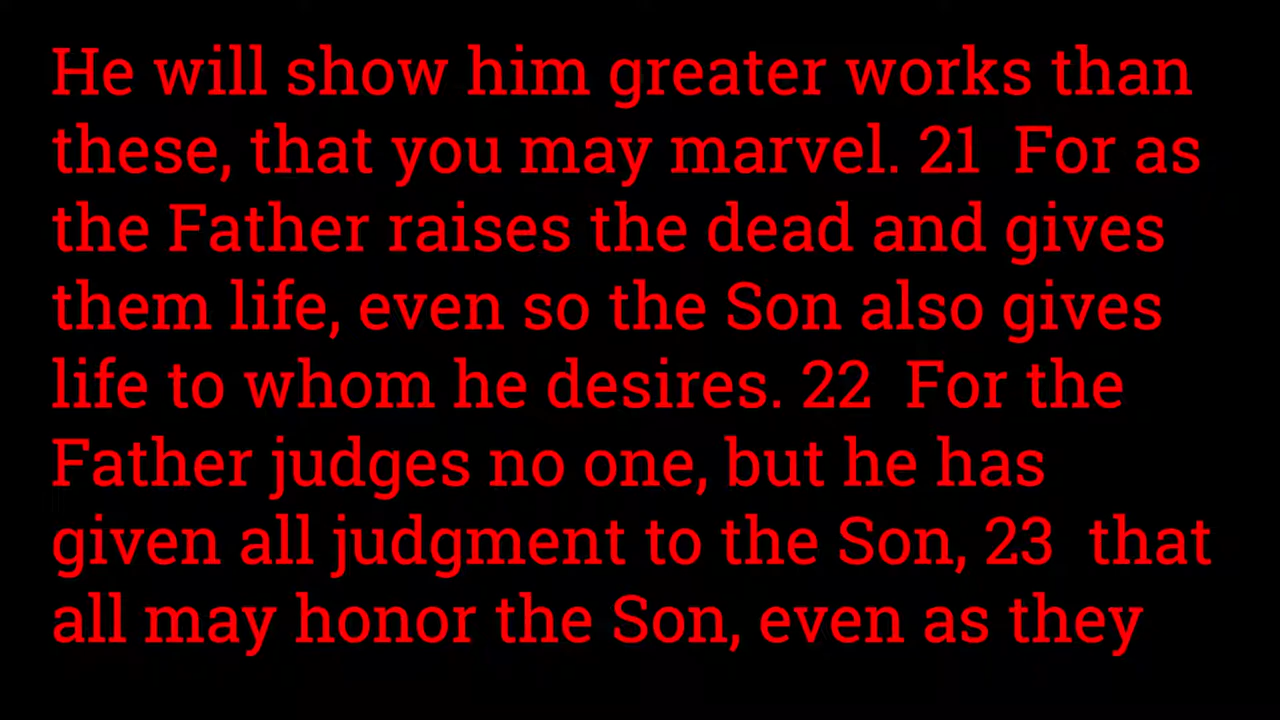 He will show him greater works than
these, that you may marvel. 21  For as
the Father raises the dead and gives
them life, even so the Son also gives
life to whom he desires. 22  For the
Father judges no one, but he has
given all judgment to the Son, 23  that
all may honor the Son, even as they